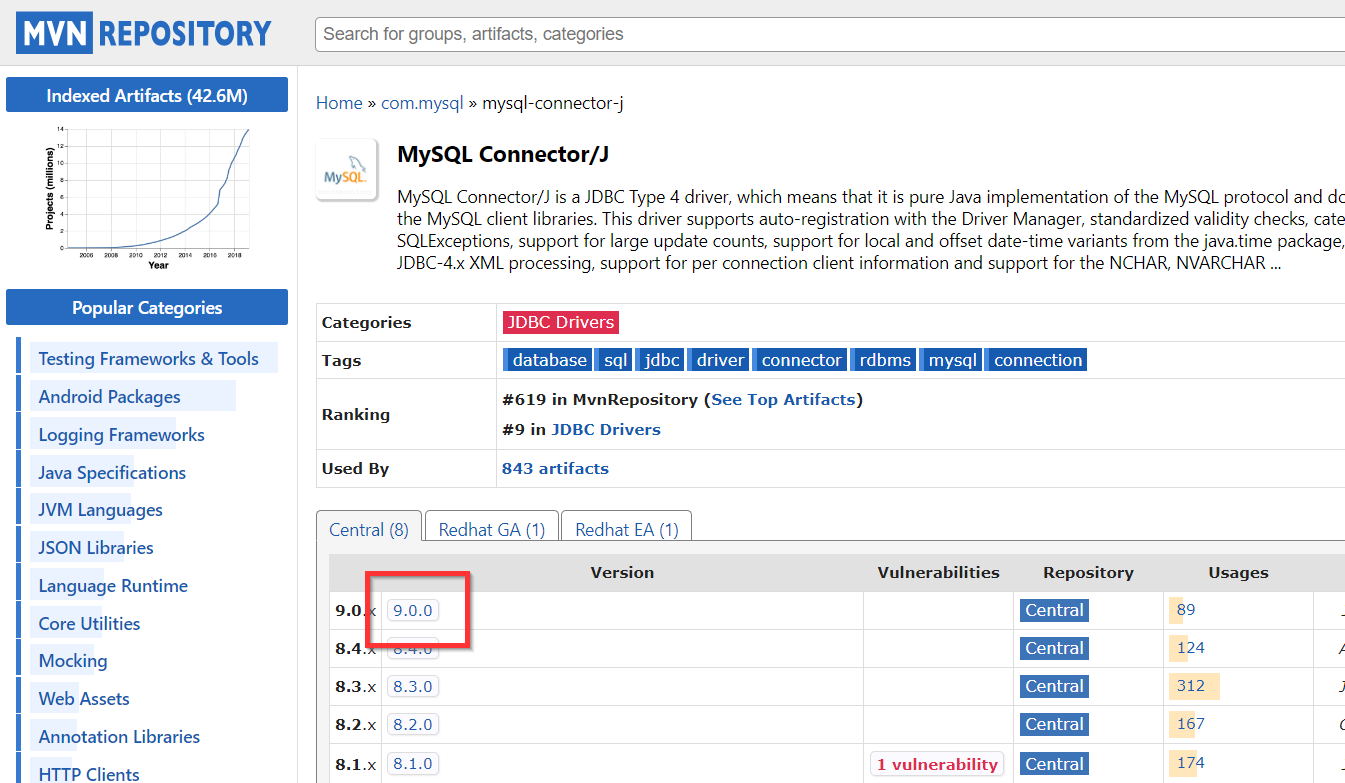 MVN REPOSITORY
Search for groups, artifacts, categories
Indexed Artifacts (42.6M)
Projects (millions)
14
12
10
8
6
4
2
0
2006 2008 2010 2012 2014 2016 2018
Year
Popular Categories
Testing Frameworks & Tools
Android Packages
Logging Frameworks
Java Specifications
JVM Languages
JSON Libraries
Language Runtime
Core Utilities
Mocking
Web Assets
Annotation Libraries
HTTP Clients
Home » com.mysql » mysql-connector-j
MySQL
MySQL Connector/J
MySQL Connector/J is a JDBC Type 4 driver, which means that it is pure Java implementation of the MySQL protocol and do
the MySQL client libraries. This driver supports auto-registration with the Driver Manager, standardized validity checks, cate
SQLExceptions, support for large update counts, support for local and offset date-time variants from the java.time package,
JDBC-4.x XML processing, support for per connection client information and support for the NCHAR, NVARCHAR ...
Categories JDBC Drivers
Tags database sql jdbc driver connector rdbms mysql connection
Ranking
#619 in MvnRepository (See Top Artifacts)
#9 in JDBC Drivers
Used By 843 artifacts
Central (8) Redhat GA (1) Redhat EA (1)
Version Vulnerabilities Repository Usages
9.0.x 9.0.0 Central 89
8.4.x 8.4.0 Central 124
8.3.x 8.3.0 Central 312
8.2.x 8.2.0 Central 167
8.1.x 8.1.0 1 vulnerability Central 174